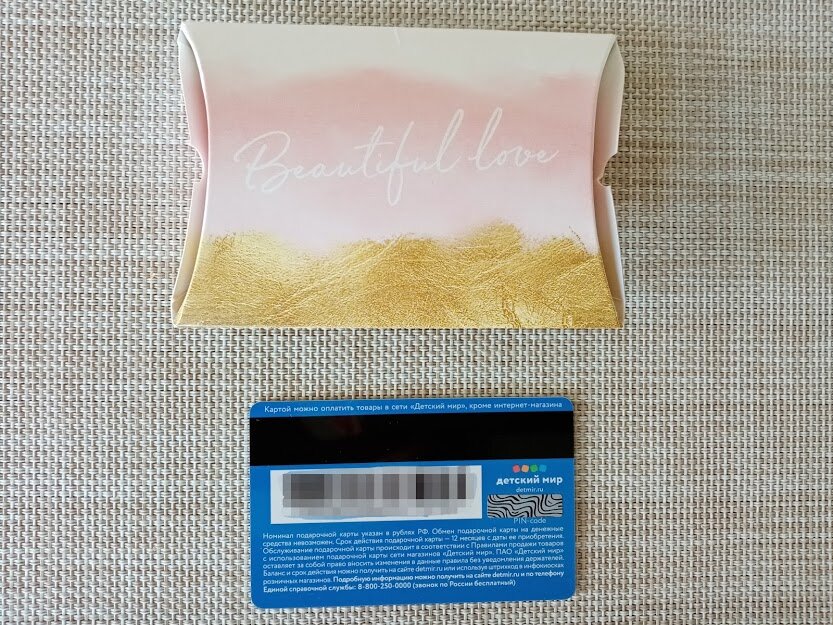 Beautiful love
Картой можно оплатить товары в сети «Детский мир», кроме интернет-магазина
детский мир
detmir.ru
PIN-code
Номинал подарочной карты указан в рублях РФ. Обмен подарочной карты на денежные
средства невозможен. Срок действия подарочной карты — 12 месяцев с даты ее приобретения.
Обслуживание подарочной карты происходит в соответствии с Правилами продажи товаров
с использованием подарочной карты сети магазинов «Детский мир». ПАО «Детский мир»
оставляет за собой право вносить изменения в данные правила без уведомления держателей.
Баланс и срок действия можно получить на сайте detmir.ru или используя штрихкод в инфокиосках
розничных магазинов. Подробную информацию можно получить на сайте detmir.ru и по телефону
Единой справочной службы: 8-800-250-0000 (звонок по России бесплатный)